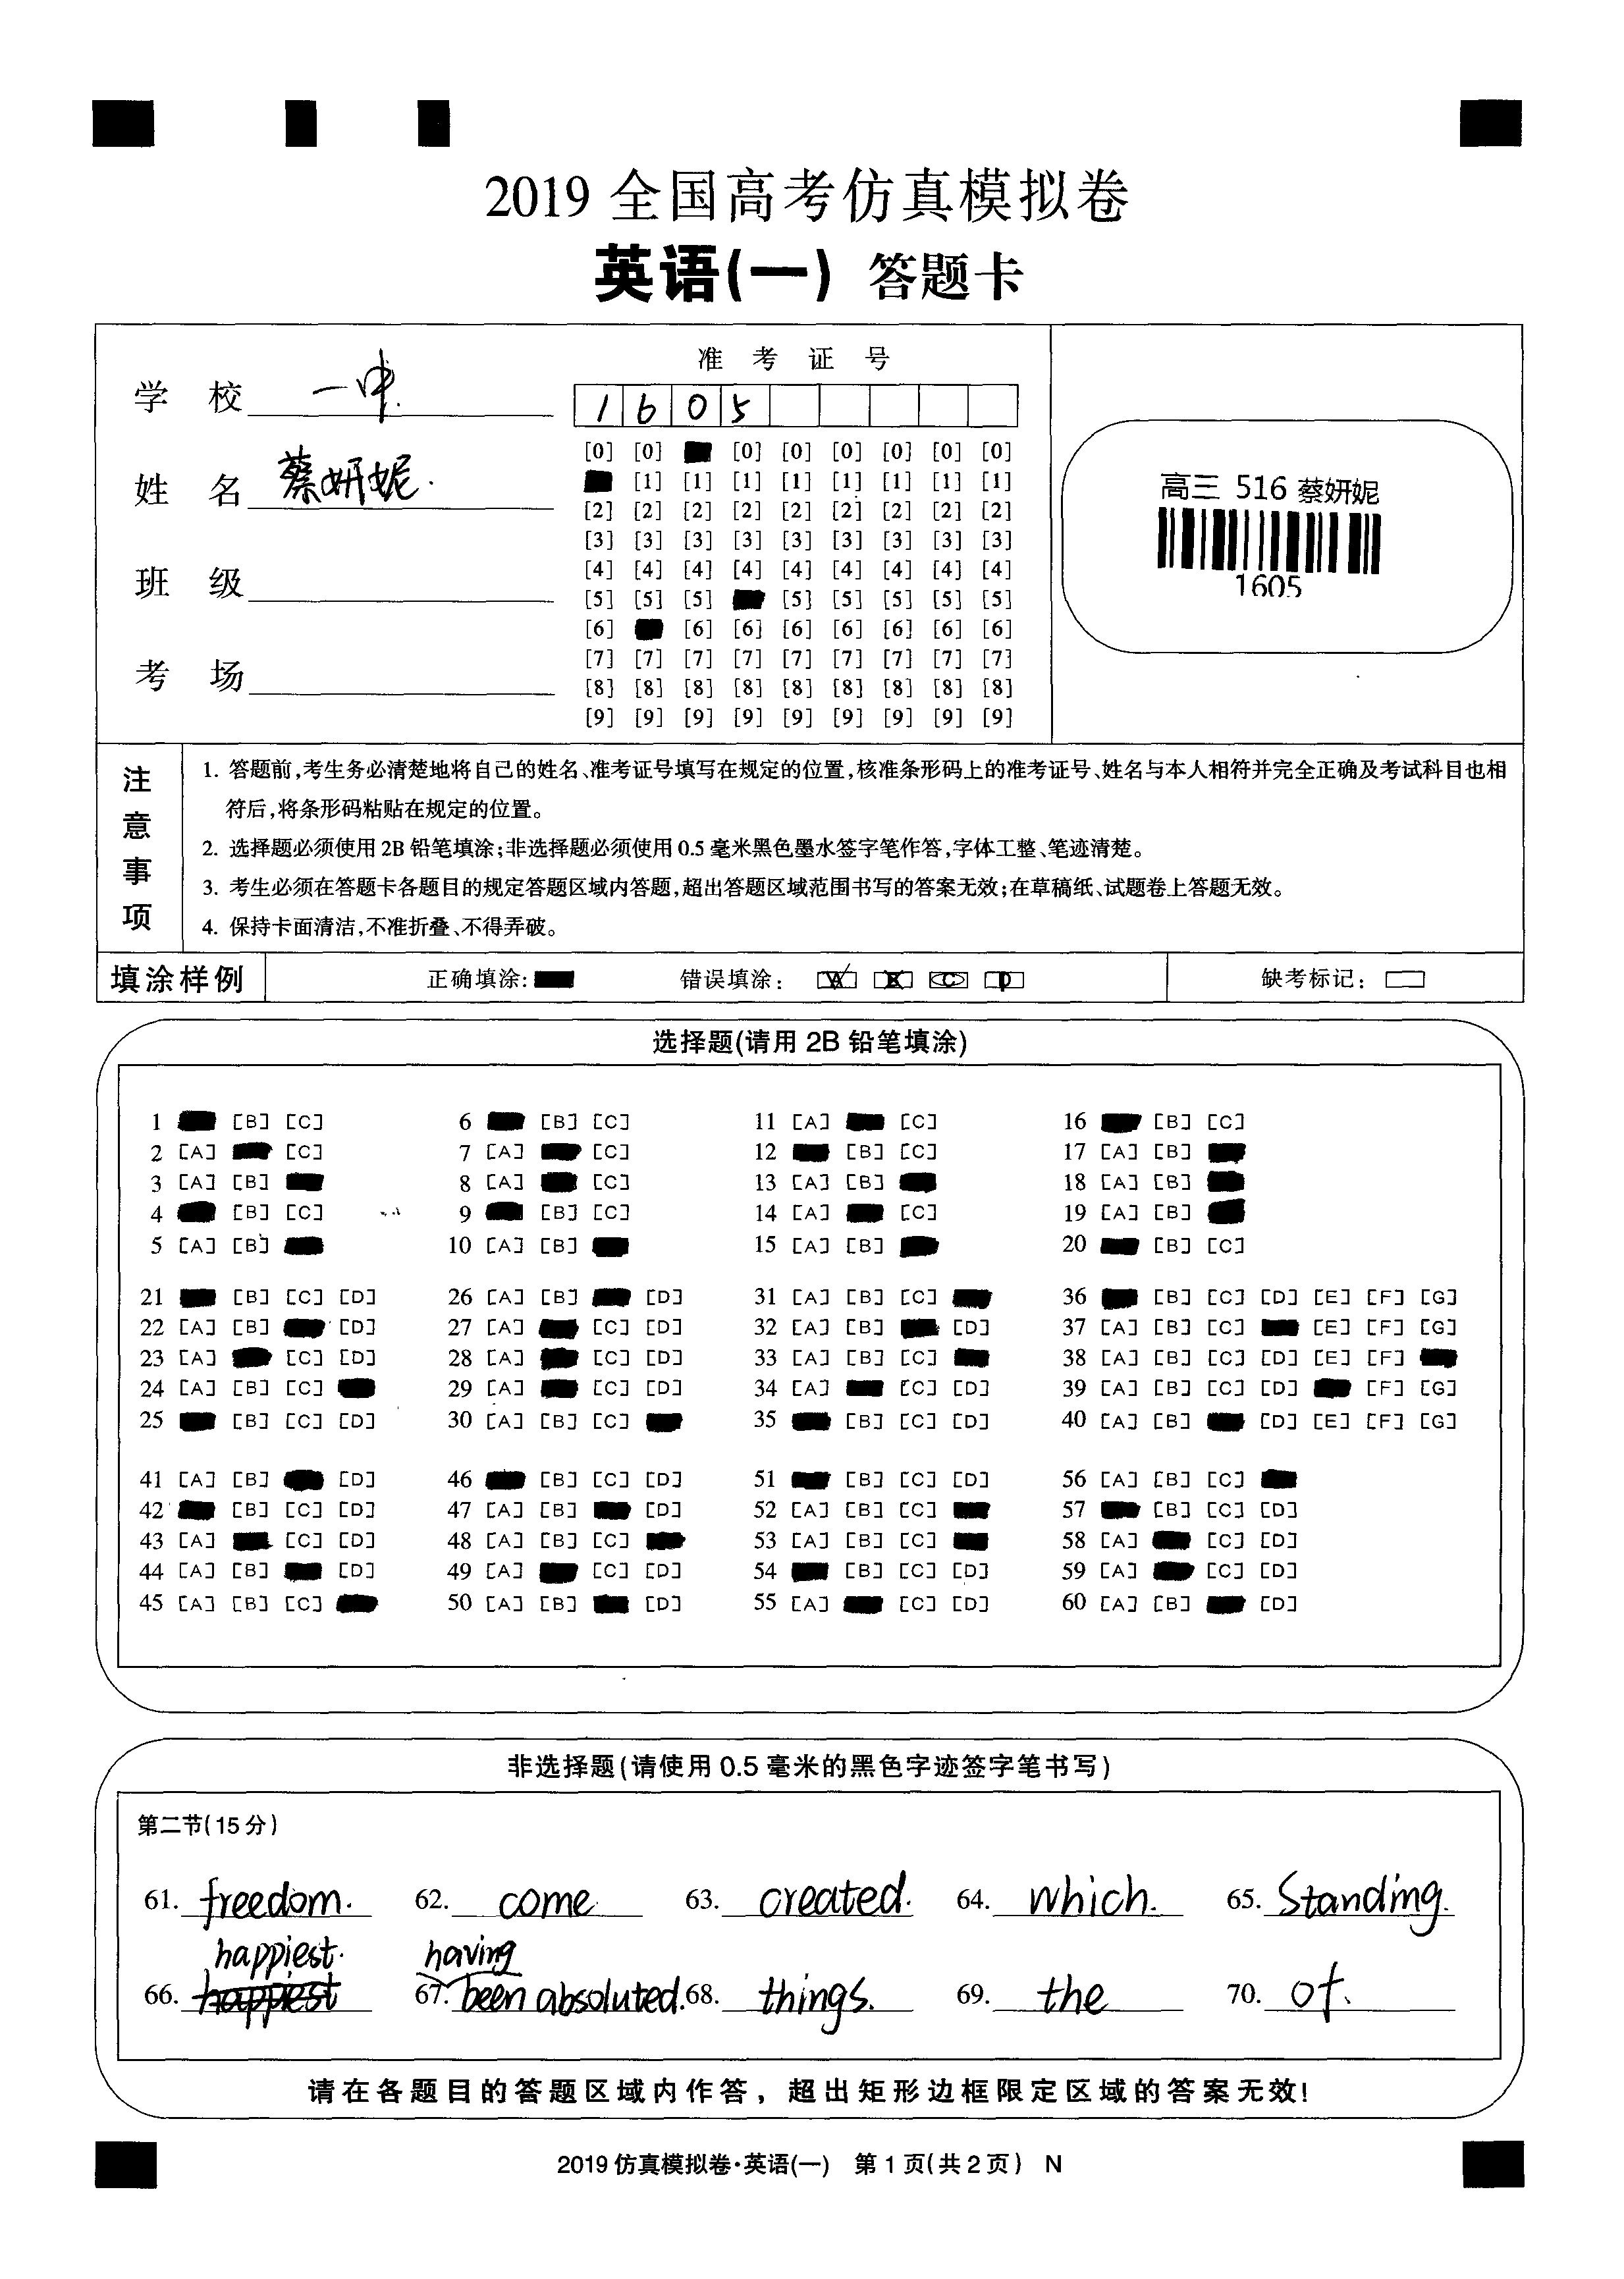 2019 全国高考仿真模拟卷
英语(一) 答题卡
学 校 一中.
姓 名 蔡妍妮.
班 级
考 场
准 考 证 号
1 6 0 5
[0] [0] [0] [0] [0] [0] [0] [0]
[1] [1] [1] [1] [1] [1] [1] [1]
[2] [2] [2] [2] [2] [2] [2] [2] [2]
[3] [3] [3] [3] [3] [3] [3] [3] [3]
[4] [4] [4] [4] [4] [4] [4] [4] [4]
[5] [5] [5] [5] [5] [5] [5] [5]
[6] [6] [6] [6] [6] [6] [6] [6]
[7] [7] [7] [7] [7] [7] [7] [7] [7]
[8] [8] [8] [8] [8] [8] [8] [8] [8]
[9] [9] [9] [9] [9] [9] [9] [9] [9]
高三 516 蔡妍妮
1605
注意事项
1. 答题前,考生务必清楚地将自己的姓名、准考证号填写在规定的位置,核准条形码上的准考证号、姓名与本人相符并完全正确及考试科目也相
符后,将条形码粘贴在规定的位置。
2. 选择题必须使用 2B 铅笔填涂;非选择题必须使用 0.5 毫米黑色墨水签字笔作答,字体工整、笔迹清楚。
3. 考生必须在答题卡各题目的规定答题区域内答题,超出答题区域范围书写的答案无效;在草稿纸、试题卷上答题无效。
4. 保持卡面清洁,不准折叠、不得弄破。
填涂样例 正确填涂: 错误填涂: A B C D 缺考标记:
选择题(请用 2B 铅笔填涂)
1 [B] [C] 6 [B] [C] 11 [A] [C] 16 [B] [C]
2 [A] [C] 7 [A] [C] 12 [B] [C] 17 [A] [B]
3 [A] [B] 8 [A] [C] 13 [A] [B] 18 [A] [B]
4 [B] [C] 9 [B] [C] 14 [A] [C] 19 [A] [B]
5 [A] [B] 10 [A] [B] 15 [A] [B] 20 [B] [C]
21 [B] [C] [D] 26 [A] [B] [D] 31 [A] [B] [C] 36 [B] [C] [D] [E] [F] [G]
22 [A] [B] [D] 27 [A] [C] [D] 32 [A] [B] [D] 37 [A] [B] [C] [E] [F] [G]
23 [A] [C] [D] 28 [A] [C] [D] 33 [A] [B] [C] 38 [A] [B] [C] [D] [E] [F]
24 [A] [B] [C] 29 [A] [C] [D] 34 [A] [C] [D] 39 [A] [B] [C] [D] [F] [G]
25 [B] [C] [D] 30 [A] [B] [C] 35 [B] [C] [D] 40 [A] [B] [D] [E] [F] [G]
41 [A] [B] [D] 46 [B] [C] [D] 51 [B] [C] [D] 56 [A] [B] [C]
42 [B] [C] [D] 47 [A] [B] [D] 52 [A] [B] [C] 57 [B] [C] [D]
43 [A] [C] [D] 48 [A] [B] [C] 53 [A] [B] [C] 58 [A] [C] [D]
44 [A] [B] [D] 49 [A] [C] [D] 54 [B] [C] [D] 59 [A] [C] [D]
45 [A] [B] [C] 50 [A] [B] [D] 55 [A] [C] [D] 60 [A] [B] [D]
非选择题(请使用 0.5 毫米的黑色字迹签字笔书写)
第二节(15 分)
61. freedom. 62. come 63. created. 64. which. 65. Standing.
happiest. having
66. happiest 67. been absoluted. 68. things. 69. the 70. of.
请在各题目的答题区域内作答, 超出矩形边框限定区域的答案无效!
2019 仿真模拟卷·英语(一) 第 1 页(共 2 页) N